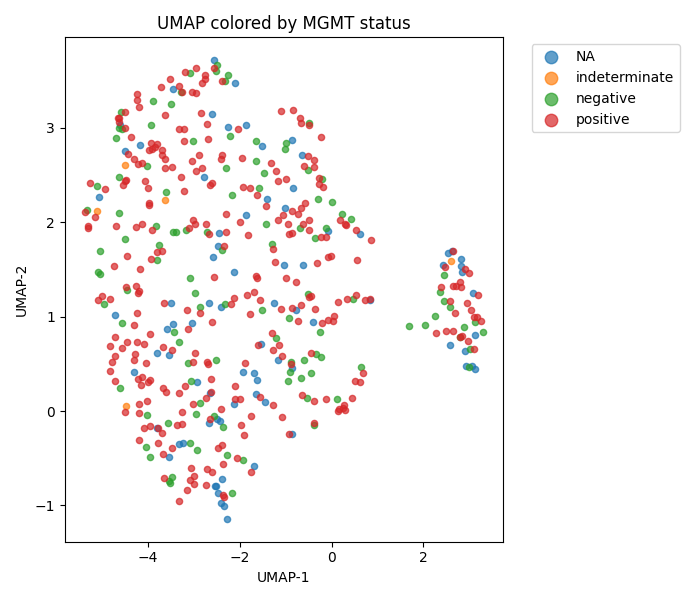 UMAP colored by MGMT status
NA
indeterminate
negative
positive
UMAP-2
3
2
1
0
−1
−4
−2
0
2
UMAP-1